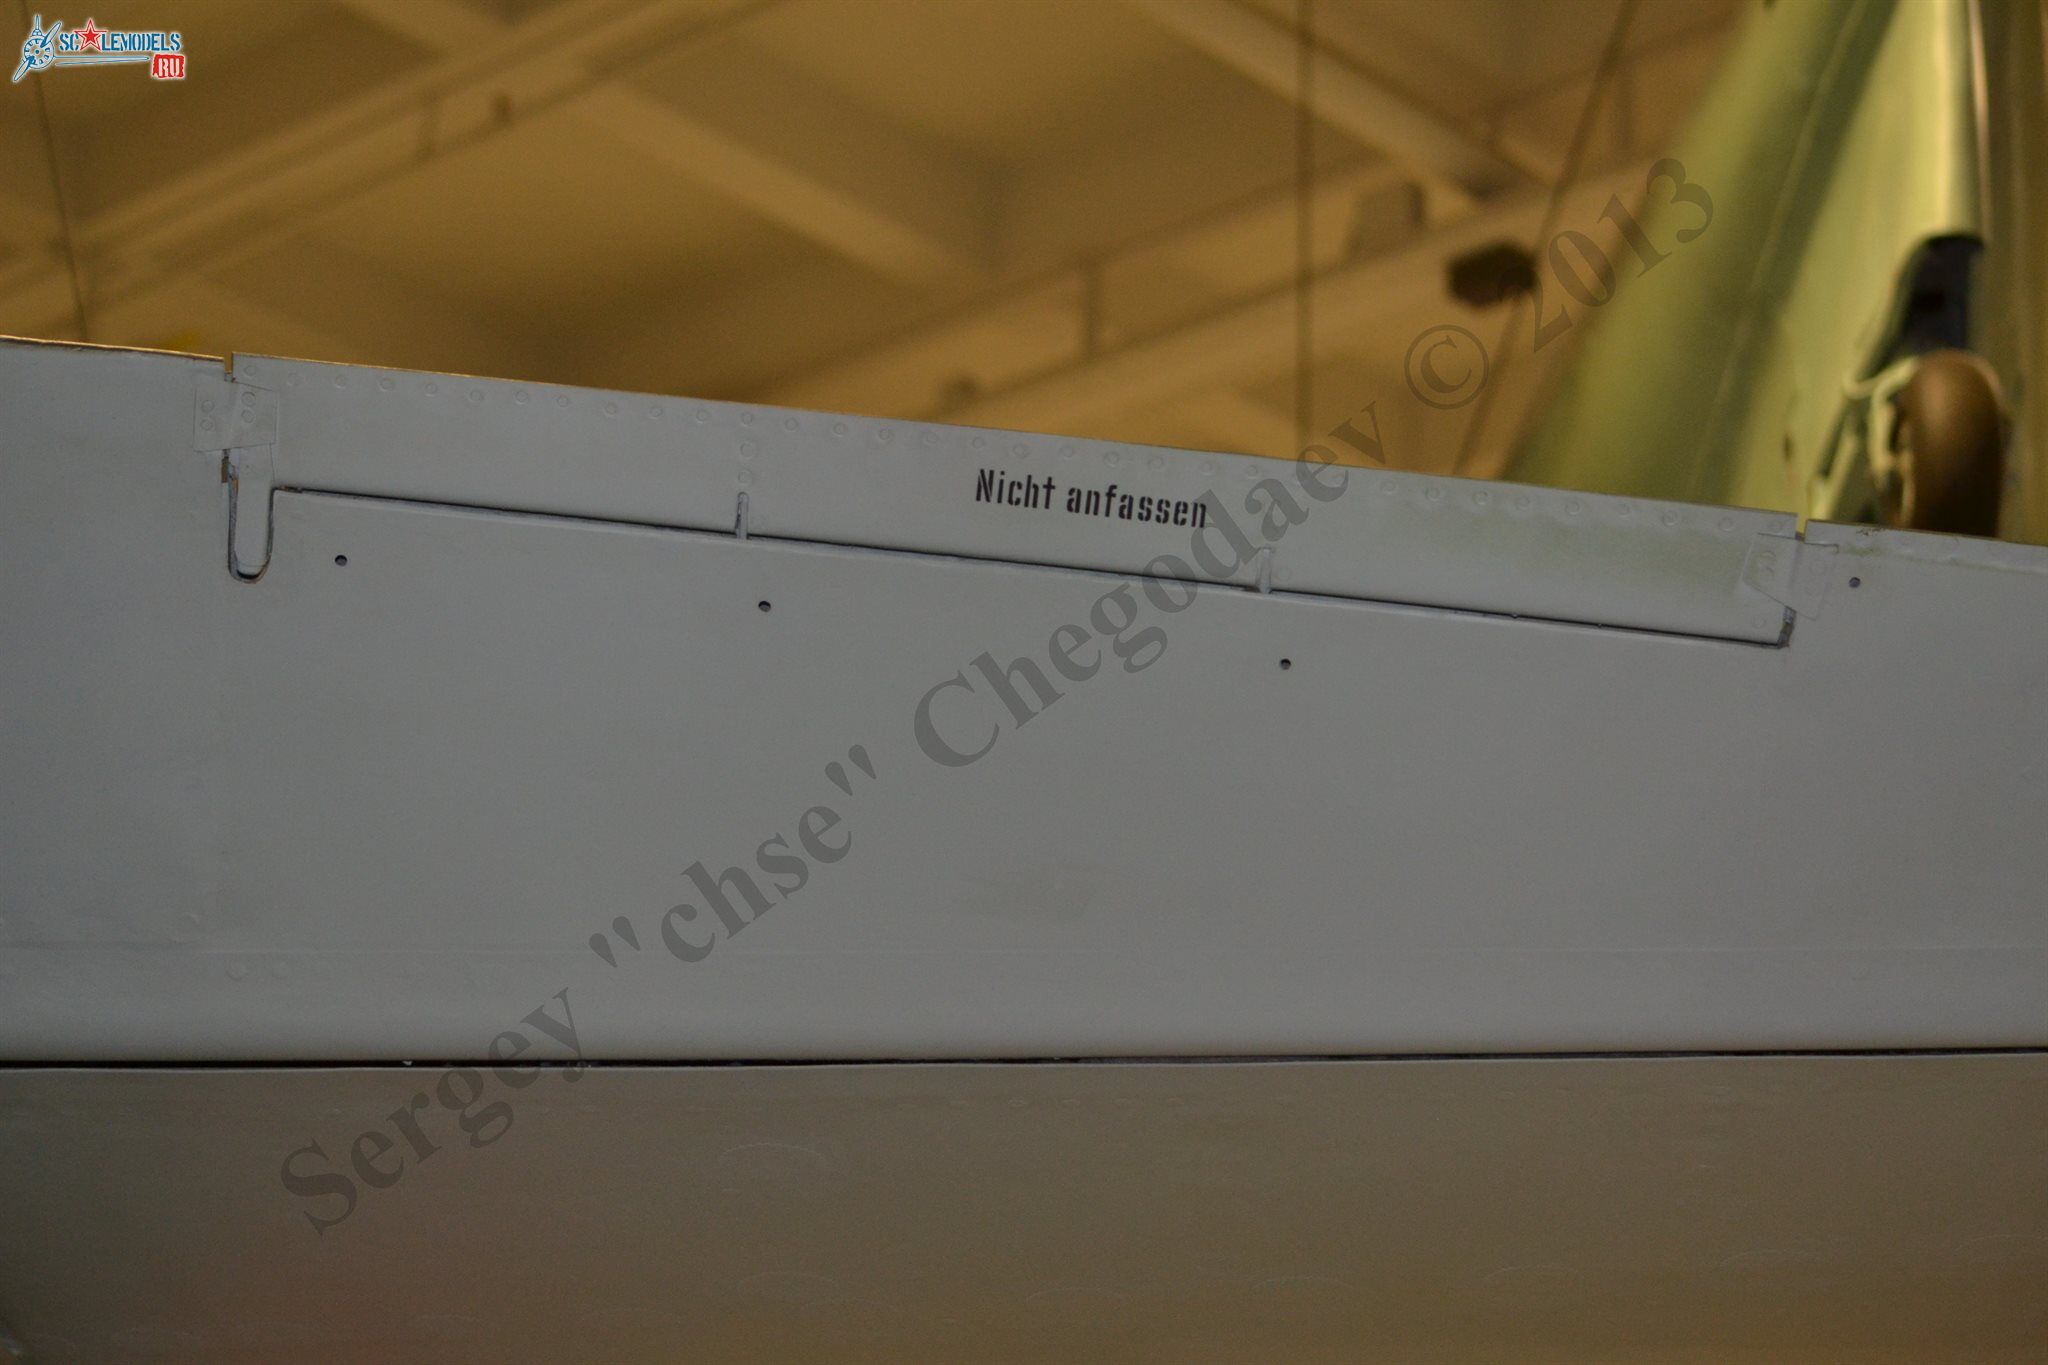 SCALEMODELS
RU
Nicht anfassen
Sergey "chse" Chegodaev © 2013